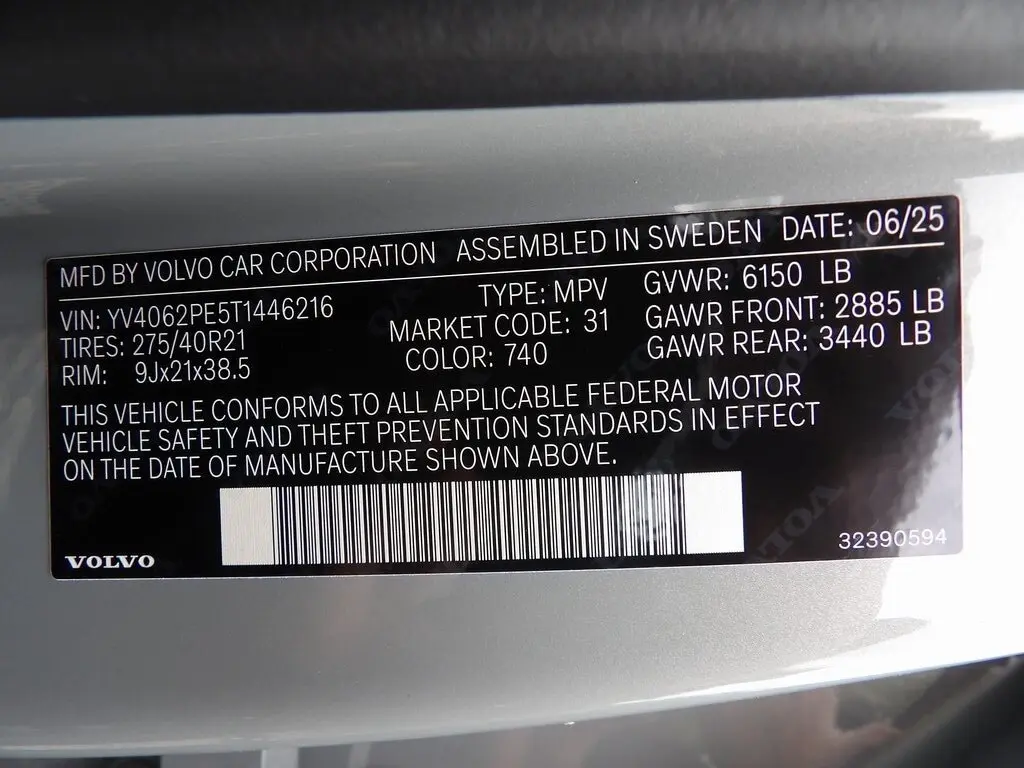 MFD BY VOLVO CAR CORPORATION ASSEMBLED IN SWEDEN DATE: 06/25
VIN: YV4062PE5T1446216 TYPE: MPV GVWR: 6150 LB
TIRES: 275/40R21 MARKET CODE: 31 GAWR FRONT: 2885 LB
RIM: 9Jx21x38.5 COLOR: 740 GAWR REAR: 3440 LB
THIS VEHICLE CONFORMS TO ALL APPLICABLE FEDERAL MOTOR
VEHICLE SAFETY AND THEFT PREVENTION STANDARDS IN EFFECT
ON THE DATE OF MANUFACTURE SHOWN ABOVE.
VOLVO 32390594